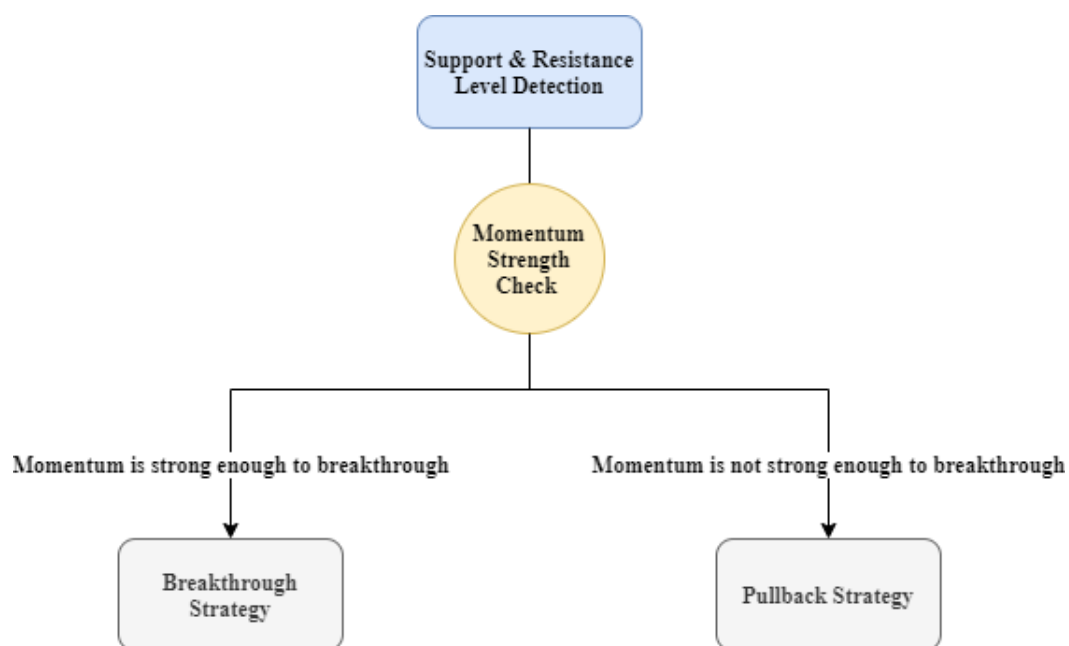 Support & Resistance
Level Detection
Momentum
Strength
Check
Momentum is strong enough to breakthrough
Momentum is not strong enough to breakthrough
Breakthrough
Strategy
Pullback Strategy